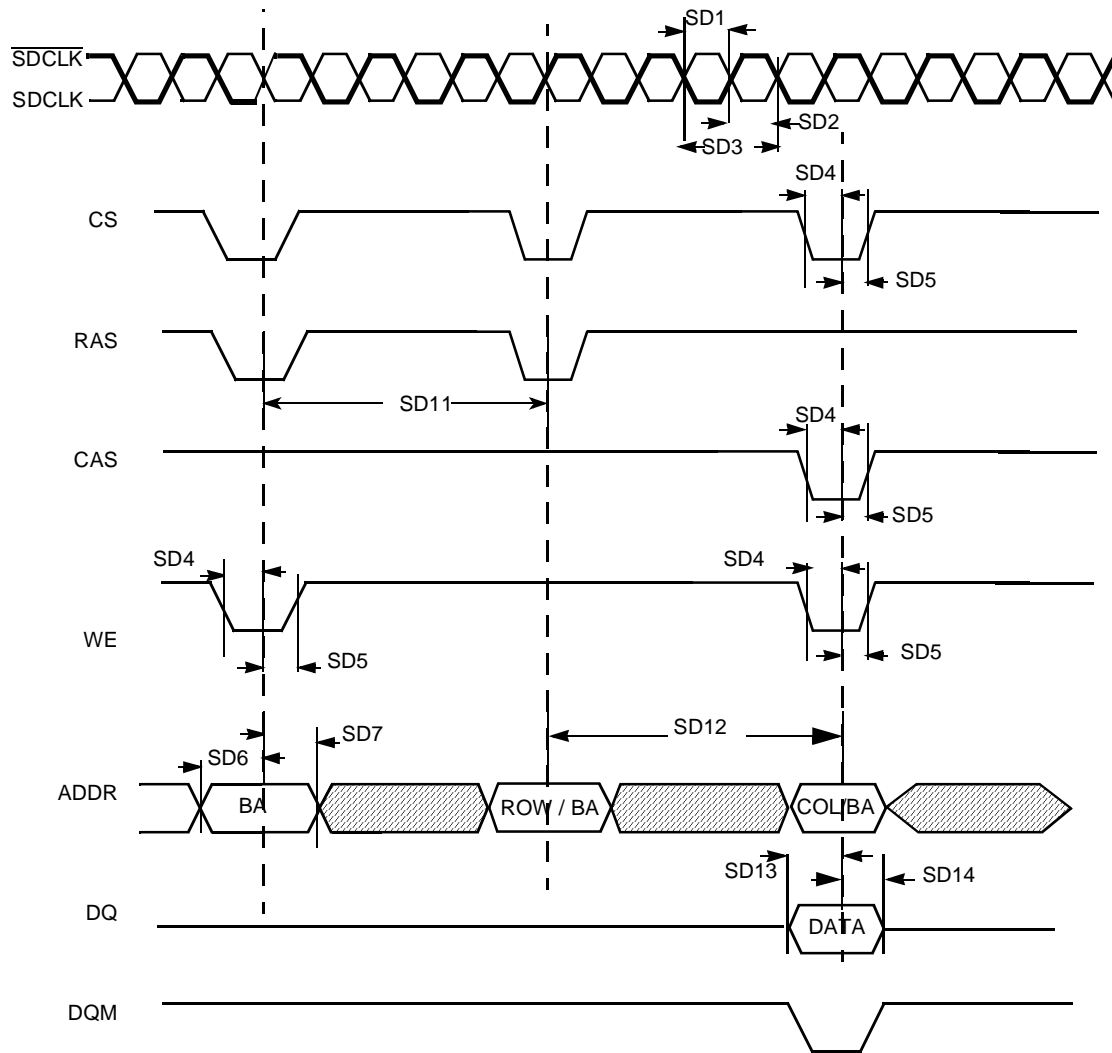 SD1
SDCLK
SDCLK
SD2
SD3
SD4
CS
SD5
RAS
SD11
SD4
CAS
SD5
SD4
SD4
WE
SD5
SD5
SD12
SD7
SD6
ADDR
BA
ROW / BA
COL/BA
SD13
SD14
DQ
DATA
DQM